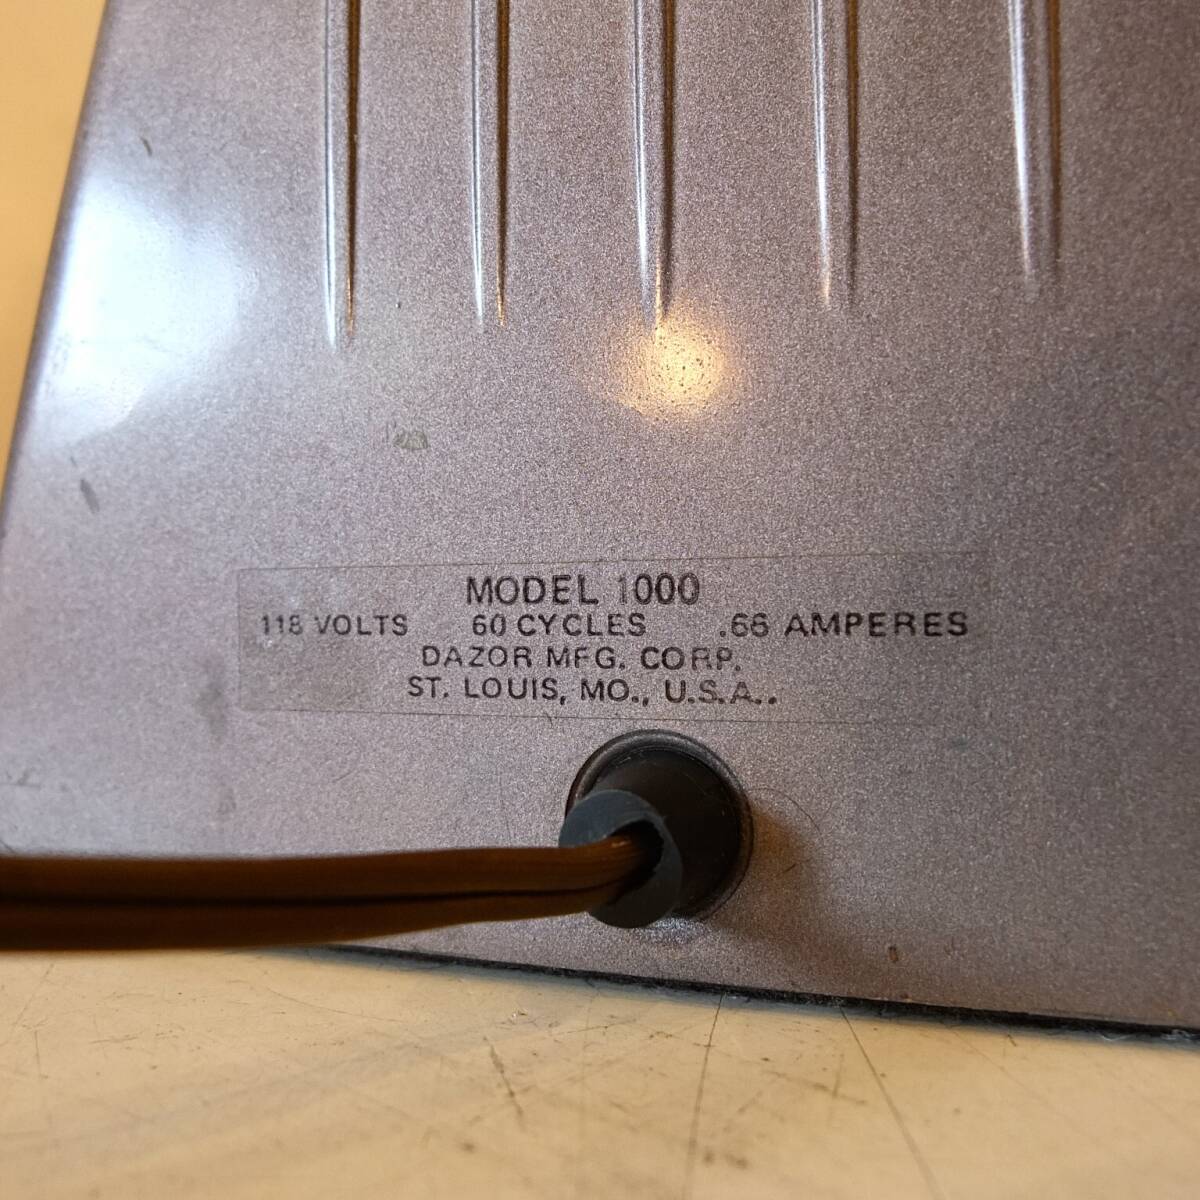 MODEL 1000
118 VOLTS 60 CYCLES .66 AMPERES
DAZOR MFG. CORP.
ST. LOUIS, MO., U.S.A..